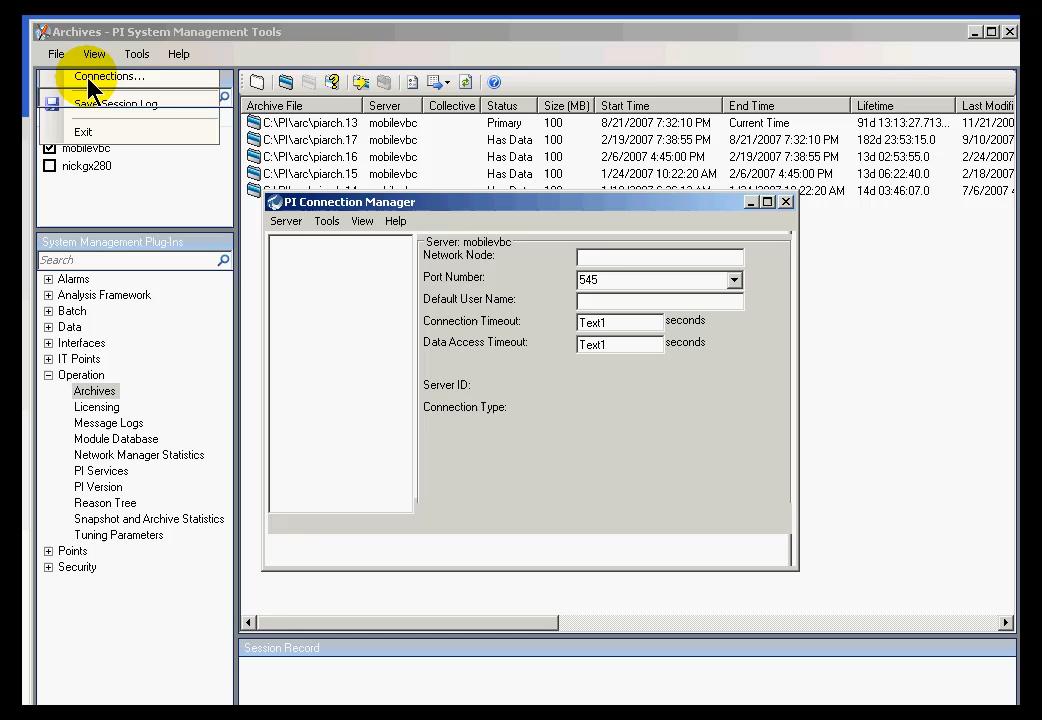 Archives - PI System Management Tools
File View Tools Help
Connections...
Save Session Log
Exit
mobilevbc
nickgx280
System Management Plug-Ins
Search
Alarms
Analysis Framework
Batch
Data
Interfaces
IT Points
Operation
Archives
Licensing
Message Logs
Module Database
Network Manager Statistics
PI Services
PI Version
Reason Tree
Snapshot and Archive Statistics
Tuning Parameters
Points
Security
Archive File Server Collective Status Size (MB) Start Time End Time Lifetime Last Modifi
C:\PI\arc\piarch.13 mobilevbc Primary 100 8/21/2007 7:32:10 PM Current Time 91d 13:13:27.713... 11/21/200
C:\PI\arc\piarch.17 mobilevbc Has Data 100 2/19/2007 7:38:55 PM 8/21/2007 7:32:10 PM 182d 23:53:15.0 9/10/2007
C:\PI\arc\piarch.16 mobilevbc Has Data 100 2/6/2007 4:45:00 PM 2/19/2007 7:38:55 PM 13d 02:53:55.0 2/24/2007
C:\PI\arc\piarch.15 mobilevbc Has Data 100 1/24/2007 10:22:20 AM 2/6/2007 4:45:00 PM 13d 06:22:40.0 2/18/2007
14d 03:46:07.0 7/6/2007 4
PI Connection Manager
Server Tools View Help
Server: mobilevbc
Network Node:
Port Number: 545
Default User Name:
Connection Timeout: Text1 seconds
Data Access Timeout: Text1 seconds
Server ID:
Connection Type:
Session Record